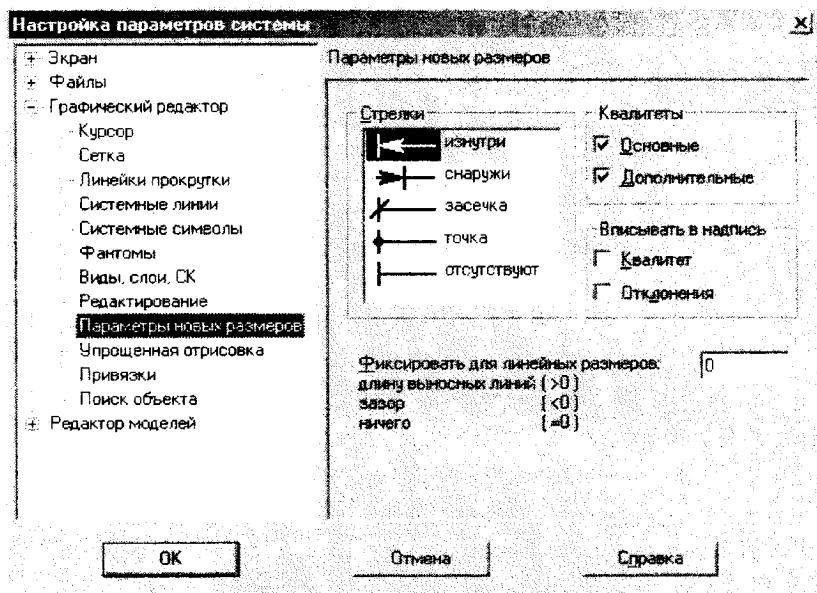 Настройка параметров системы
Экран
Файлы
Графический редактор
Курсор
Сетка
Линейки прокрутки
Системные линии
Системные символы
Фантомы
Виды, слои, СК
Редактирование
Параметры новых размеров
Упрощенная отрисовка
Привязки
Поиск объекта
Редактор моделей
Параметры новых размеров
Стрелки
изнутри
снаружи
засечка
точка
отсутствуют
Квалитеты
Основные
Дополнительные
Вписывать в надпись
Квалитет
Отклонения
Фиксировать для линейных размеров: 0
длину выносных линий (>0)
зазор (<0)
ничего (=0)
OK
Отмена
Справка